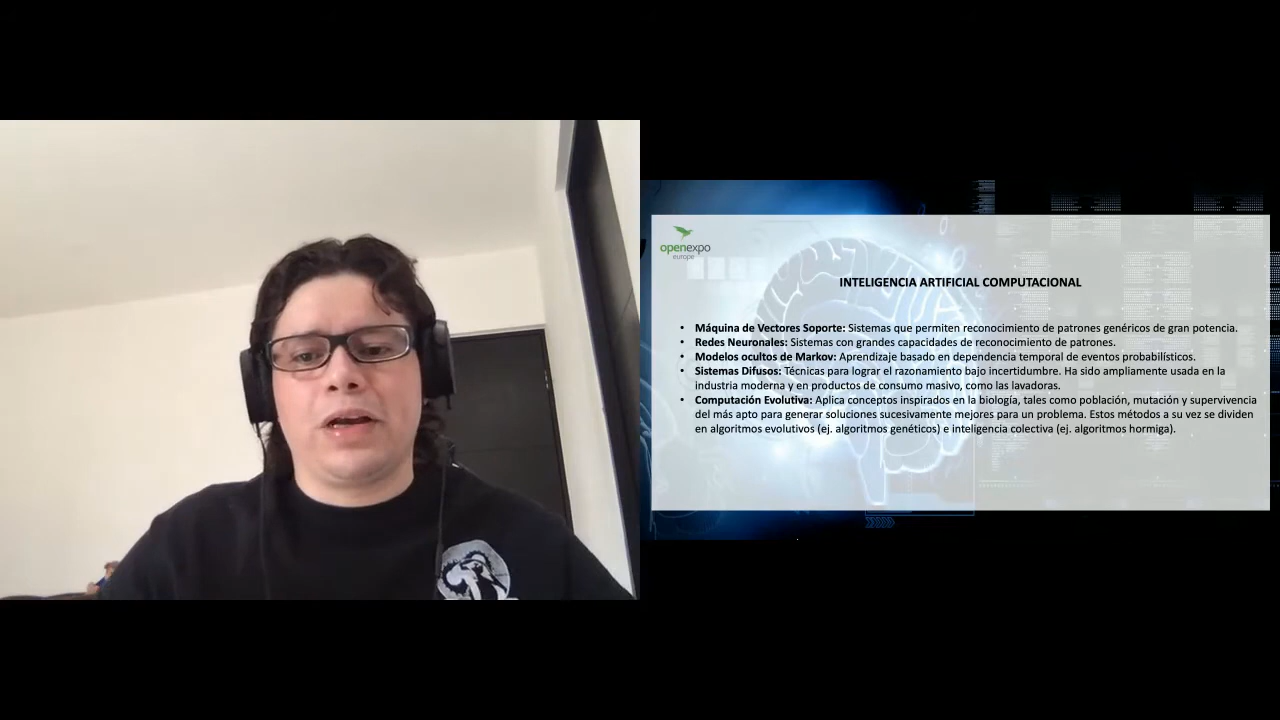 openexpo
europe
INTELIGENCIA ARTIFICIAL COMPUTACIONAL
• Máquina de Vectores Soporte: Sistemas que permiten reconocimiento de patrones genéricos de gran potencia.
• Redes Neuronales: Sistemas con grandes capacidades de reconocimiento de patrones.
• Modelos ocultos de Markov: Aprendizaje basado en dependencia temporal de eventos probabilísticos.
• Sistemas Difusos: Técnicas para lograr el razonamiento bajo incertidumbre. Ha sido ampliamente usada en la
industria moderna y en productos de consumo masivo, como las lavadoras.
• Computación Evolutiva: Aplica conceptos inspirados en la biología, tales como población, mutación y supervivencia
del más apto para generar soluciones sucesivamente mejores para un problema. Estos métodos a su vez se dividen
en algoritmos evolutivos (ej. algoritmos genéticos) e inteligencia colectiva (ej. algoritmos hormiga).